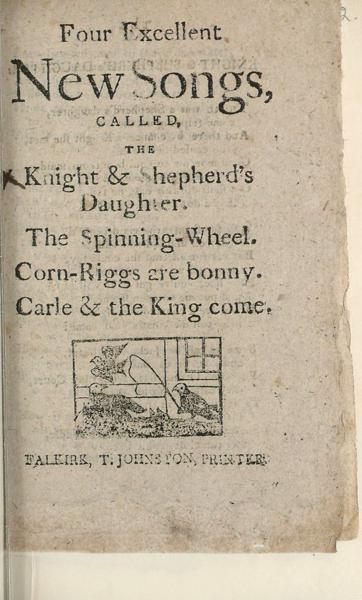 2.
Four Excellent
New Songs,
CALLED,
THE
Knight & Shepherd's
Daughter.
The Spinning-Wheel.
Corn-Riggs are bonny.
Carle & the King come.
FALKIRK, T. JOHNSTON, PRINTER.